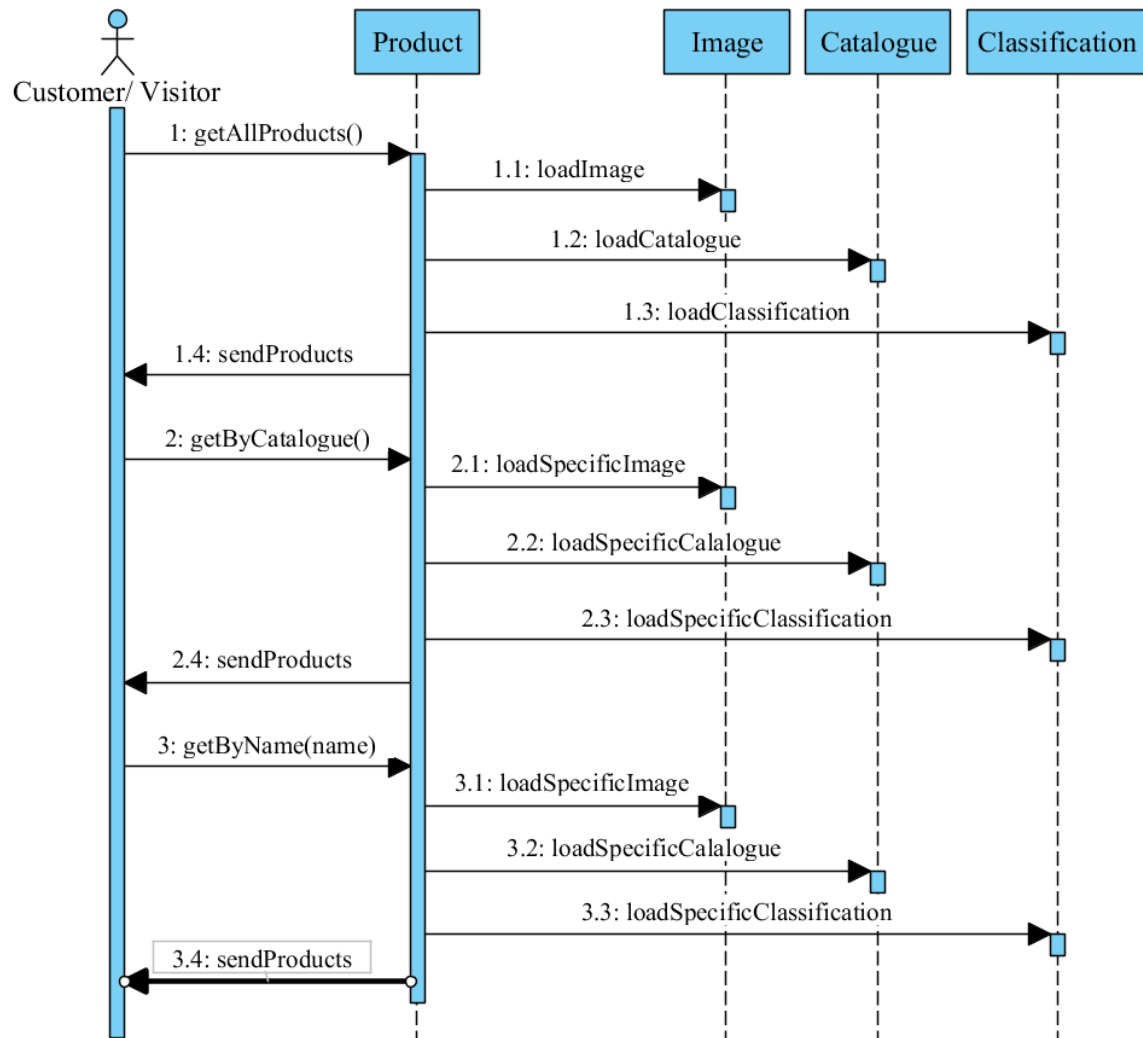 Product
Image
Catalogue
Classification
Customer/ Visitor
1: getAllProducts()
1.1: loadImage
1.2: loadCatalogue
1.3: loadClassification
1.4: sendProducts
2: getByCatalogue()
2.1: loadSpecificImage
2.2: loadSpecificCalalogue
2.3: loadSpecificClassification
2.4: sendProducts
3: getByName(name)
3.1: loadSpecificImage
3.2: loadSpecificCalalogue
3.3: loadSpecificClassification
3.4: sendProducts